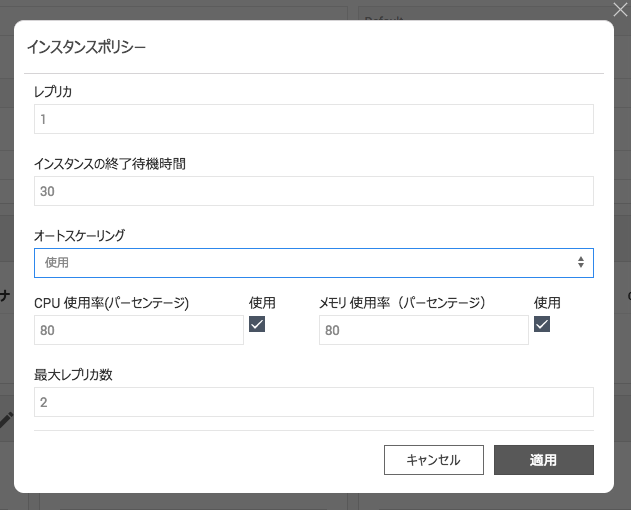 Default
インスタンスポリシー
レプリカ
1
インスタンスの終了待機時間
30
オートスケーリング
使用
CPU 使用率(パーセンテージ) 使用 メモリ 使用率（パーセンテージ） 使用
80 80
最大レプリカ数
2
キャンセル 適用
ナ